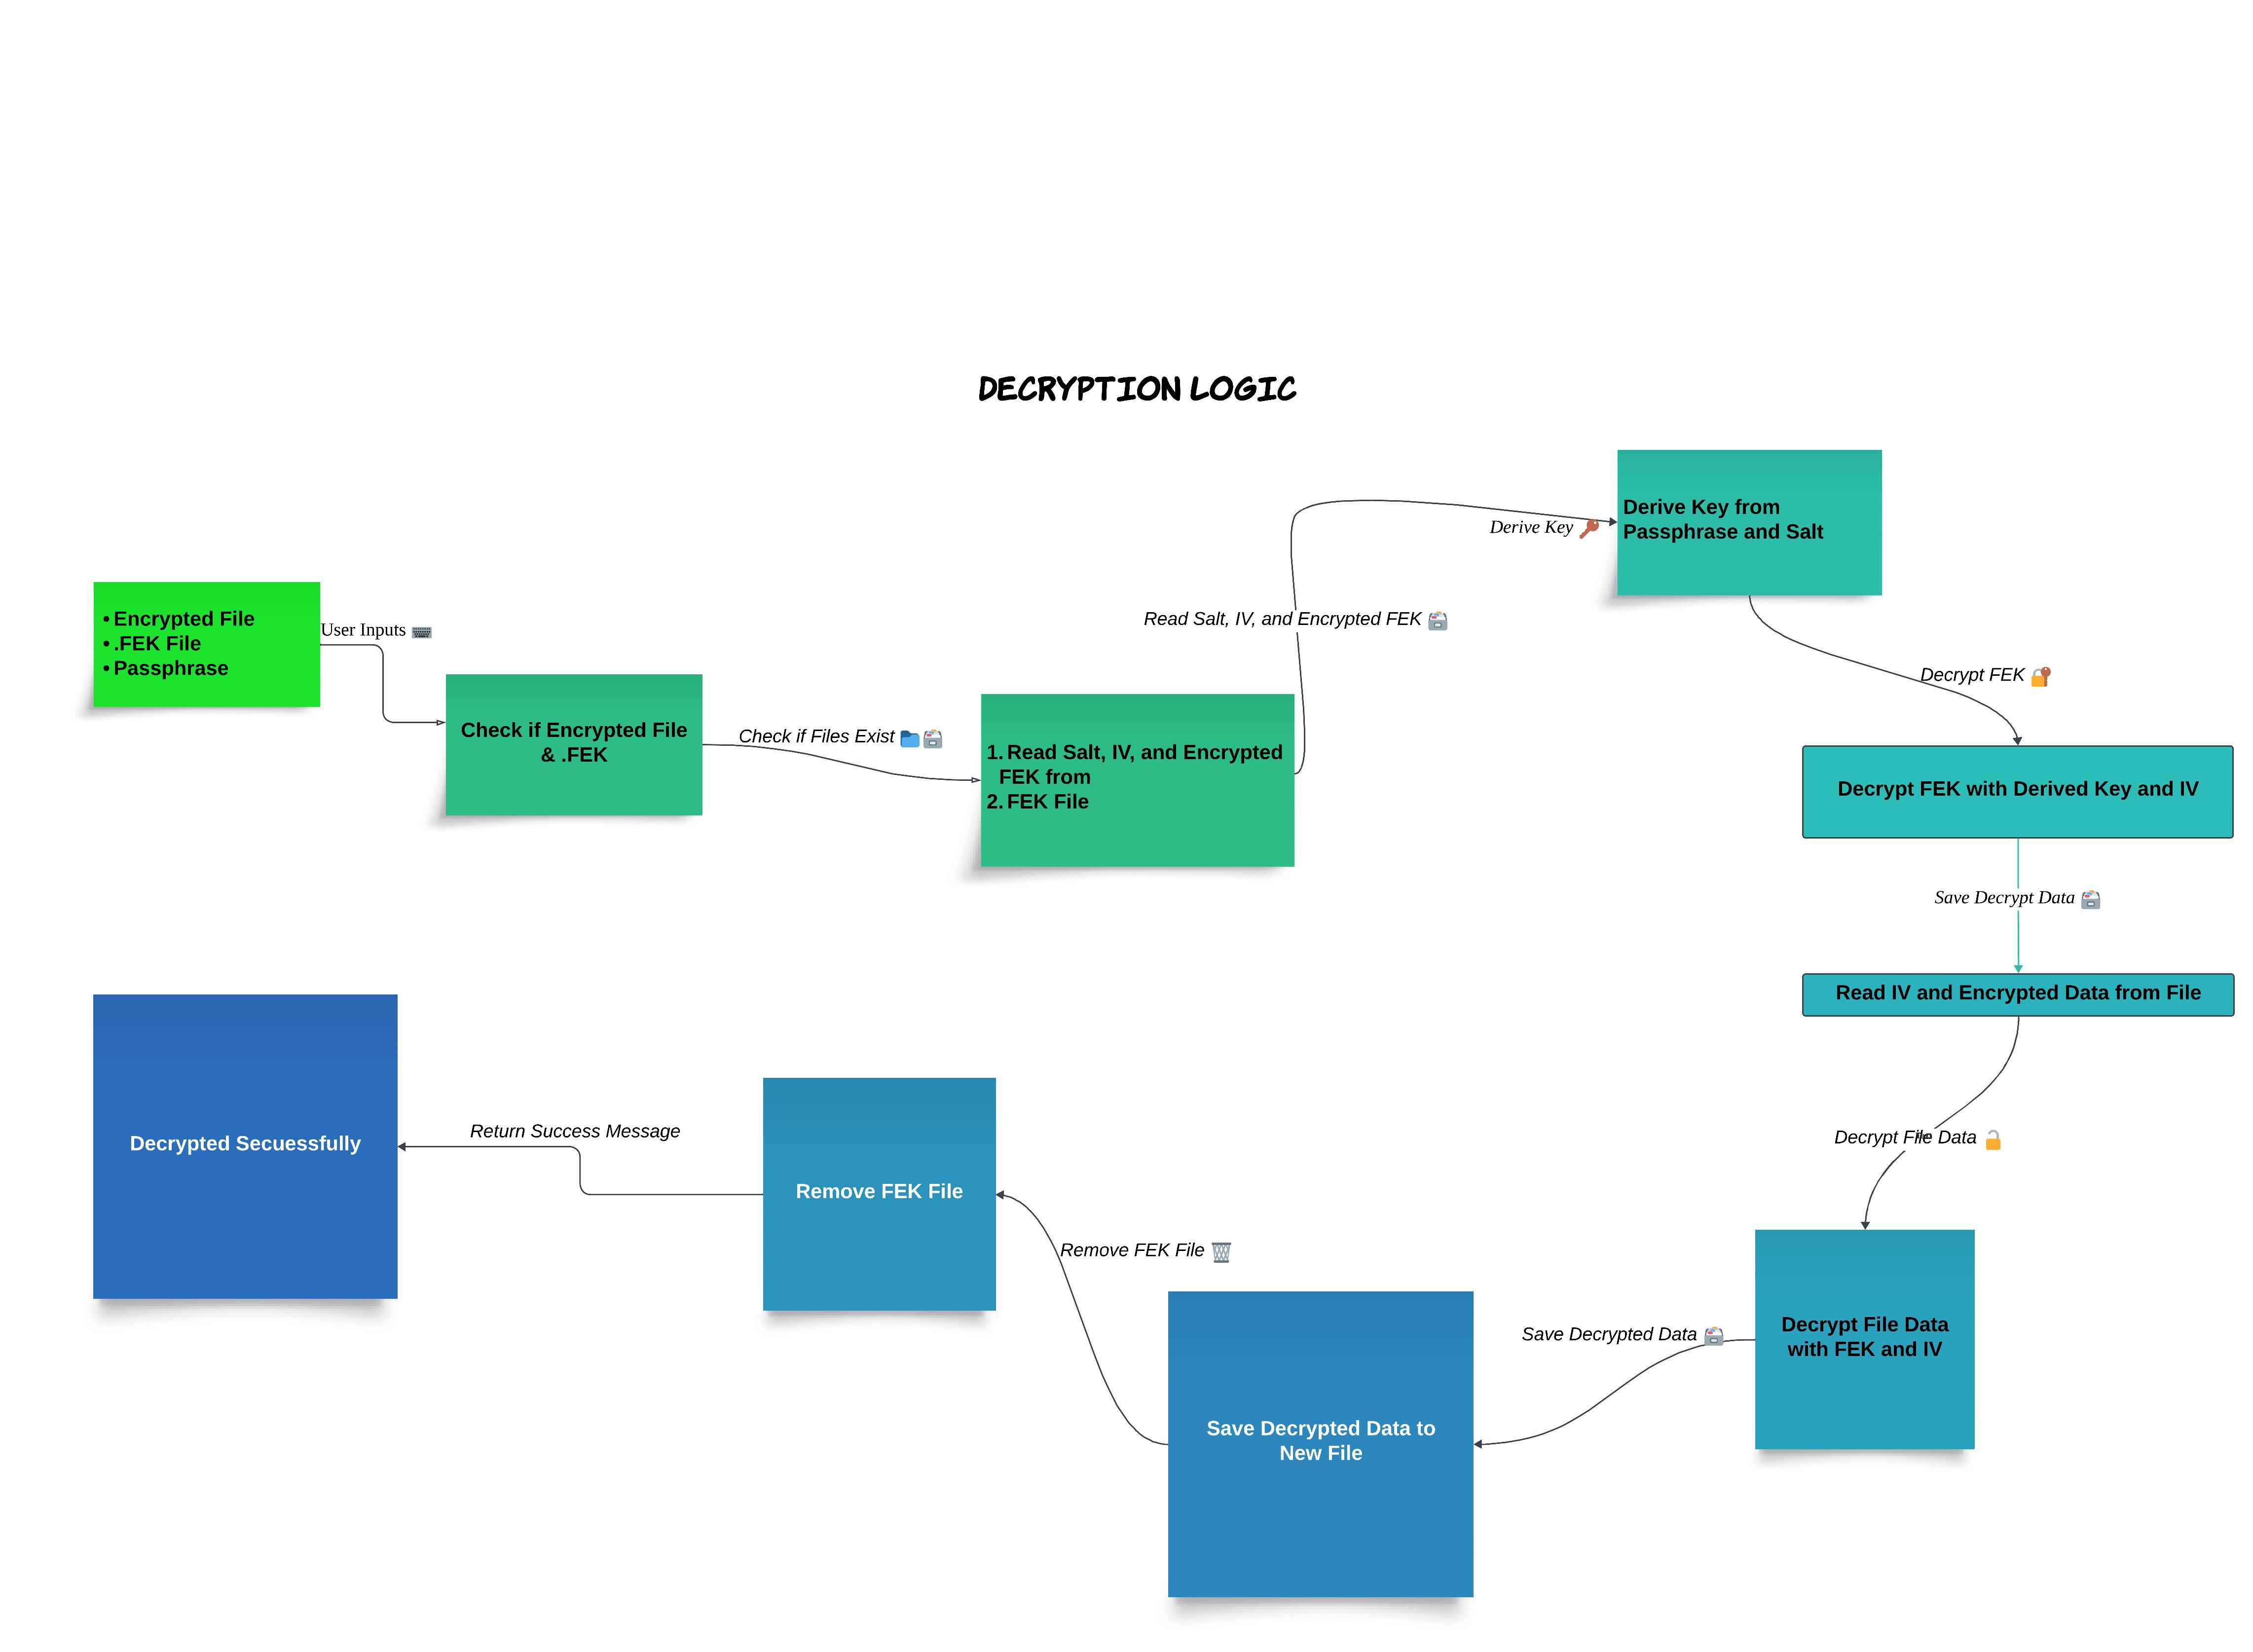 DECRYPTION LOGIC
• Encrypted File
• .FEK File
• Passphrase
User Inputs
Check if Encrypted File
& .FEK
Check if Files Exist
1. Read Salt, IV, and Encrypted
FEK from
2. FEK File
Read Salt, IV, and Encrypted FEK
Derive Key
Derive Key from
Passphrase and Salt
Decrypt FEK
Decrypt FEK with Derived Key and IV
Save Decrypt Data
Read IV and Encrypted Data from File
Decrypt File Data
Decrypt File Data
with FEK and IV
Save Decrypted Data
Save Decrypted Data to
New File
Remove FEK File
Remove FEK File
Return Success Message
Decrypted Secuessfully